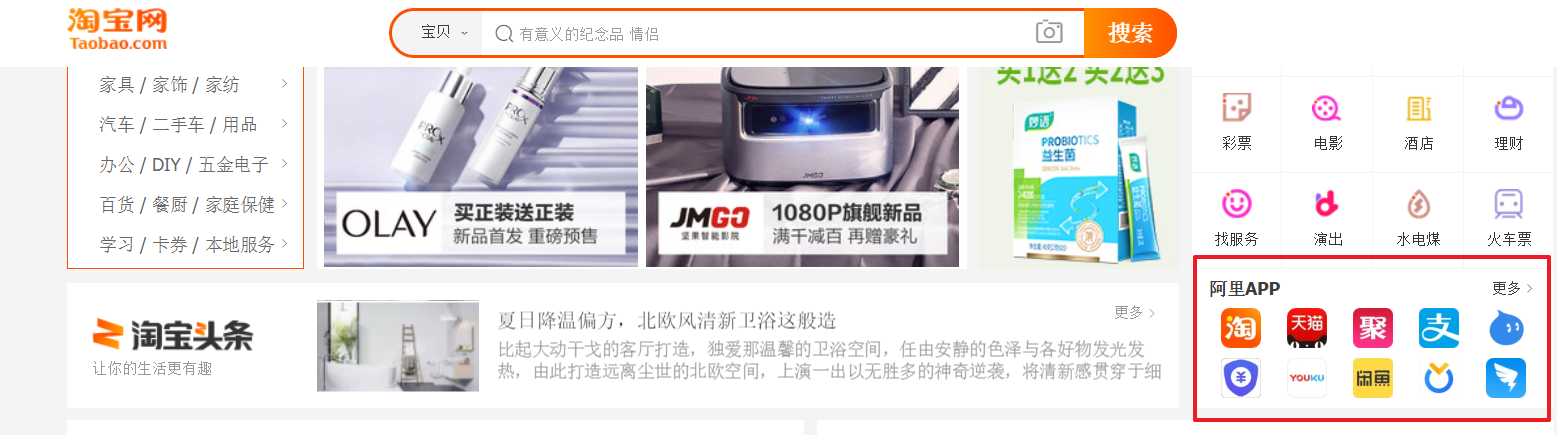 淘宝网
Taobao.com
宝贝
有意义的纪念品 情侣
搜索
家具 / 家饰 / 家纺
汽车 / 二手车 / 用品
办公 / DIY / 五金电子
百货 / 餐厨 / 家庭保健
学习 / 卡券 / 本地服务
OLAY
买正装送正装
新品首发 重磅预售
JMGO
JMGO
坚果智能影院
1080P旗舰新品
满千减百 再赠豪礼
买1送2 买2送3
妙语
PROBIOTICS
益生菌
彩票
电影
酒店
理财
找服务
演出
水电煤
火车票
阿里APP
更多
淘
天猫
聚
支
YOUKU
闲鱼
淘宝头条
让你的生活更有趣
夏日降温偏方，北欧风清新卫浴这般造
更多
比起大动干戈的客厅打造，独爱那温馨的卫浴空间，任由安静的色泽与各好物发光发
热，由此打造远离尘世的北欧空间，上演一出以无胜多的神奇逆袭，将清新感贯穿于细